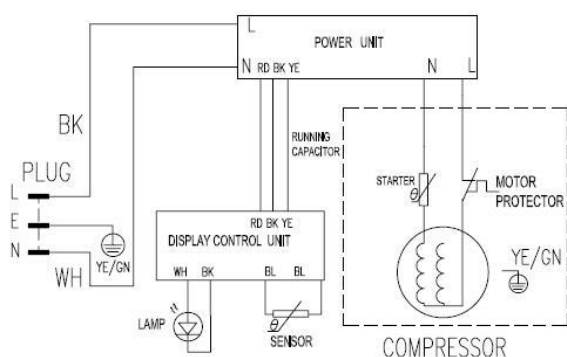 L
POWER UNIT
N RD BK YE N L
BK
RUNNING
CAPACITOR
PLUG
L
E
N
YE/GN
WH
STARTER
θ
MOTOR
PROTECTOR
RD BK YE
DISPLAY CONTROL UNIT
WH BK BL BL
YE/GN
LAMP
θ
SENSOR
COMPRESSOR